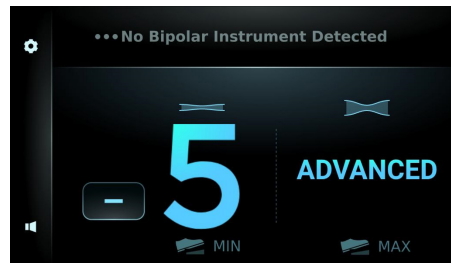 •••No Bipolar Instrument Detected
5
–
ADVANCED
MIN
MAX